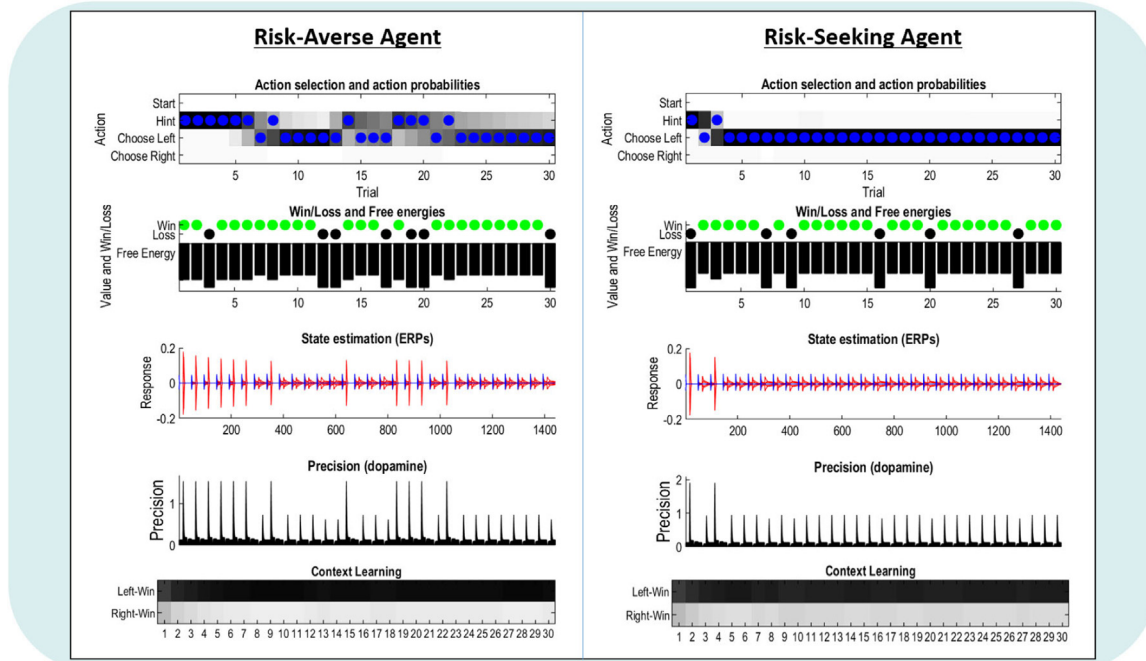 Risk-Averse Agent
Action selection and action probabilities
Action
Start
Hint
Choose Left
Choose Right
5 10 15 20 25 30
Trial
Win/Loss and Free energies
Value and Win/Loss
Win
Loss
Free Energy
5 10 15 20 25 30
State estimation (ERPs)
Response
0.2
0
-0.2
200 400 600 800 1000 1200 1400
Precision (dopamine)
Precision
1
0
Context Learning
Left-Win
Right-Win
1 2 3 4 5 6 7 8 9 10 11 12 13 14 15 16 17 18 19 20 21 22 23 24 25 26 27 28 29 30
Risk-Seeking Agent
Action selection and action probabilities
Action
Start
Hint
Choose Left
Choose Right
5 10 15 20 25 30
Trial
Win/Loss and Free energies
Value and Win/Loss
Win
Loss
Free Energy
5 10 15 20 25 30
State estimation (ERPs)
Response
0.2
0
-0.2
200 400 600 800 1000 1200 1400
Precision (dopamine)
Precision
2
1
0
Context Learning
Left-Win
Right-Win
1 2 3 4 5 6 7 8 9 10 11 12 13 14 15 16 17 18 19 20 21 22 23 24 25 26 27 28 29 30